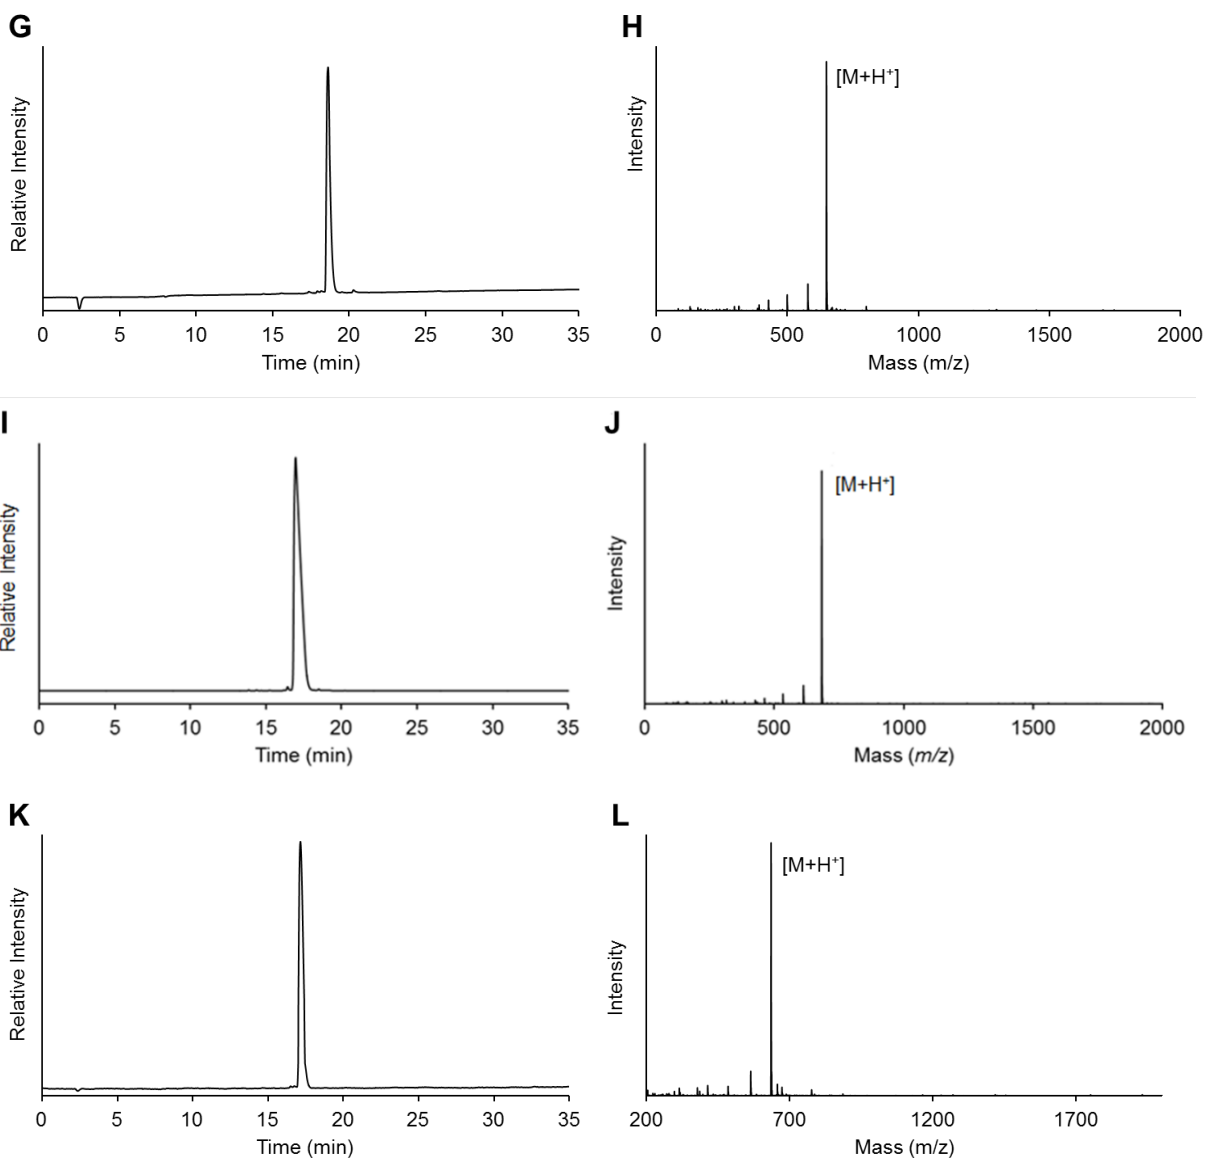 G
Relative Intensity
0 5 10 15 20 25 30 35
Time (min)
H
Intensity
[M+H⁺]
0 500 1000 1500 2000
Mass (m/z)
I
Relative Intensity
0 5 10 15 20 25 30 35
Time (min)
J
Intensity
[M+H⁺]
0 500 1000 1500 2000
Mass (m/z)
K
Relative Intensity
0 5 10 15 20 25 30 35
Time (min)
L
Intensity
[M+H⁺]
200 700 1200 1700
Mass (m/z)